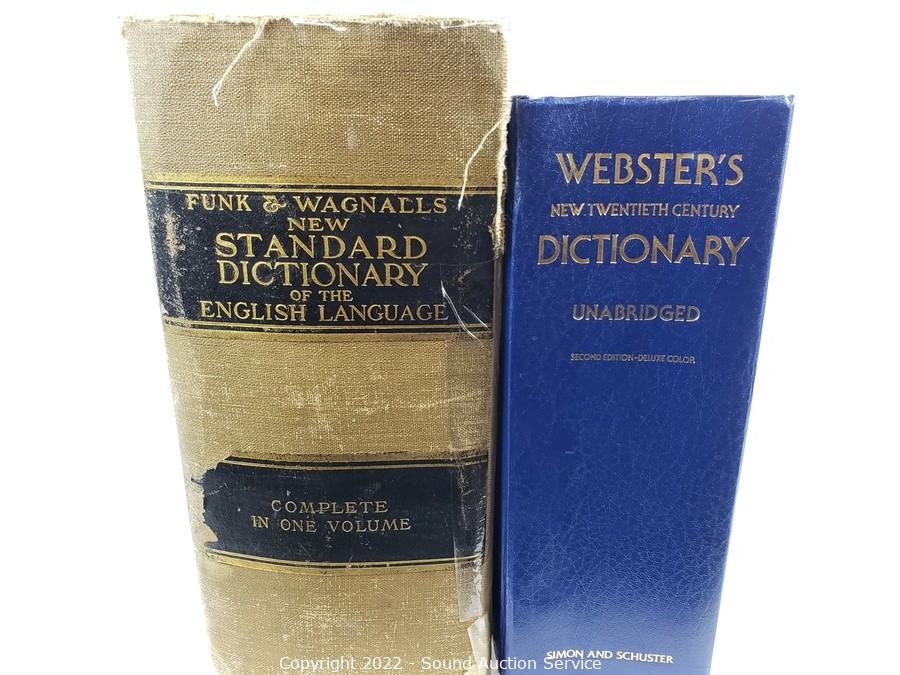 FUNK & WAGNALLS
NEW
STANDARD
DICTIONARY
OF THE
ENGLISH LANGUAGE
COMPLETE
IN ONE VOLUME
WEBSTER'S
NEW TWENTIETH CENTURY
DICTIONARY
UNABRIDGED
SECOND EDITION-DELUXE COLOR
SIMON AND SCHUSTER
Copyright 2022 - Sound Auction Service